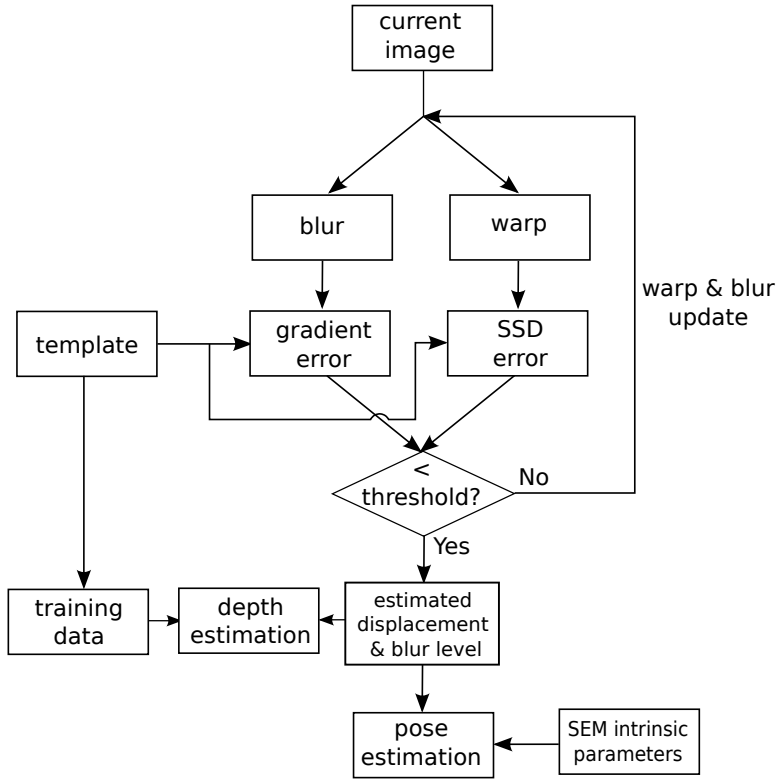 current
image
blur
warp
warp & blur
update
template
gradient
error
SSD
error
<
threshold?
No
Yes
training
data
depth
estimation
estimated
displacement
& blur level
pose
estimation
SEM intrinsic
parameters